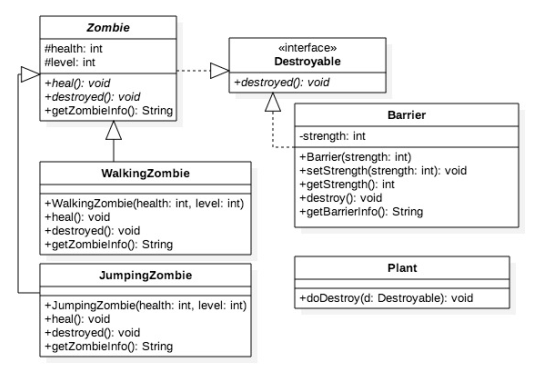 Zombie
#health: int
#level: int
+heal(): void
+destroyed(): void
+getZombieInfo(): String
«interface»
Destroyable
+destroyed(): void
Barrier
-strength: int
+Barrier(strength: int)
+setStrength(strength: int): void
+getStrength(): int
+destroy(): void
+getBarrierInfo(): String
WalkingZombie
+WalkingZombie(health: int, level: int)
+heal(): void
+destroyed(): void
+getZombieInfo(): String
JumpingZombie
+JumpingZombie(health: int, level: int)
+heal(): void
+destroyed(): void
+getZombieInfo(): String
Plant
+doDestroy(d: Destroyable): void